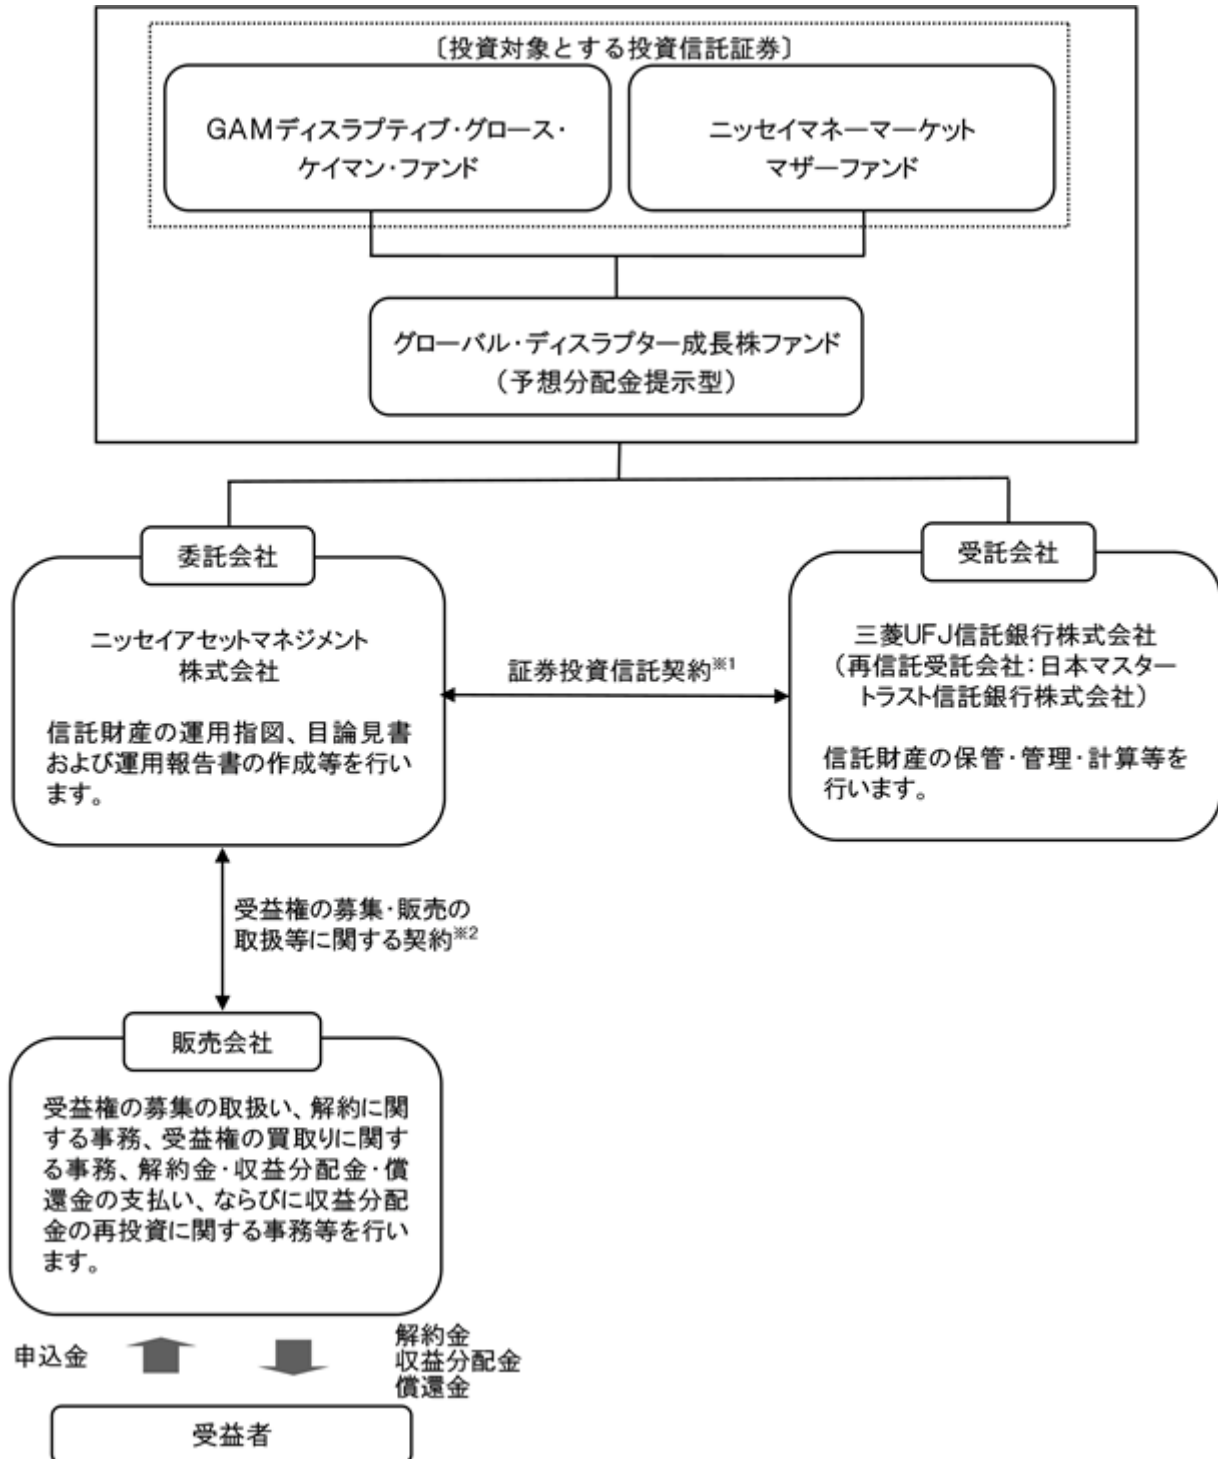 〔投資対象とする投資信託証券〕
GAMディスラプティブ・グロース・
ケイマン・ファンド
ニッセイマネーマーケット
マザーファンド
グローバル・ディスラプター成長株ファンド
（予想分配金提示型）
委託会社
ニッセイアセットマネジメント
株式会社
信託財産の運用指図、目論見書
および運用報告書の作成等を行い
ます。
証券投資信託契約※1
受託会社
三菱UFJ信託銀行株式会社
（再信託受託会社：日本マスター
トラスト信託銀行株式会社）
信託財産の保管・管理・計算等を
行います。
受益権の募集・販売の
取扱等に関する契約※2
販売会社
受益権の募集の取扱い、解約に関
する事務、受益権の買取りに関す
る事務、解約金・収益分配金・償
還金の支払い、ならびに収益分配
金の再投資に関する事務等を行い
ます。
申込金
解約金
収益分配金
償還金
受益者